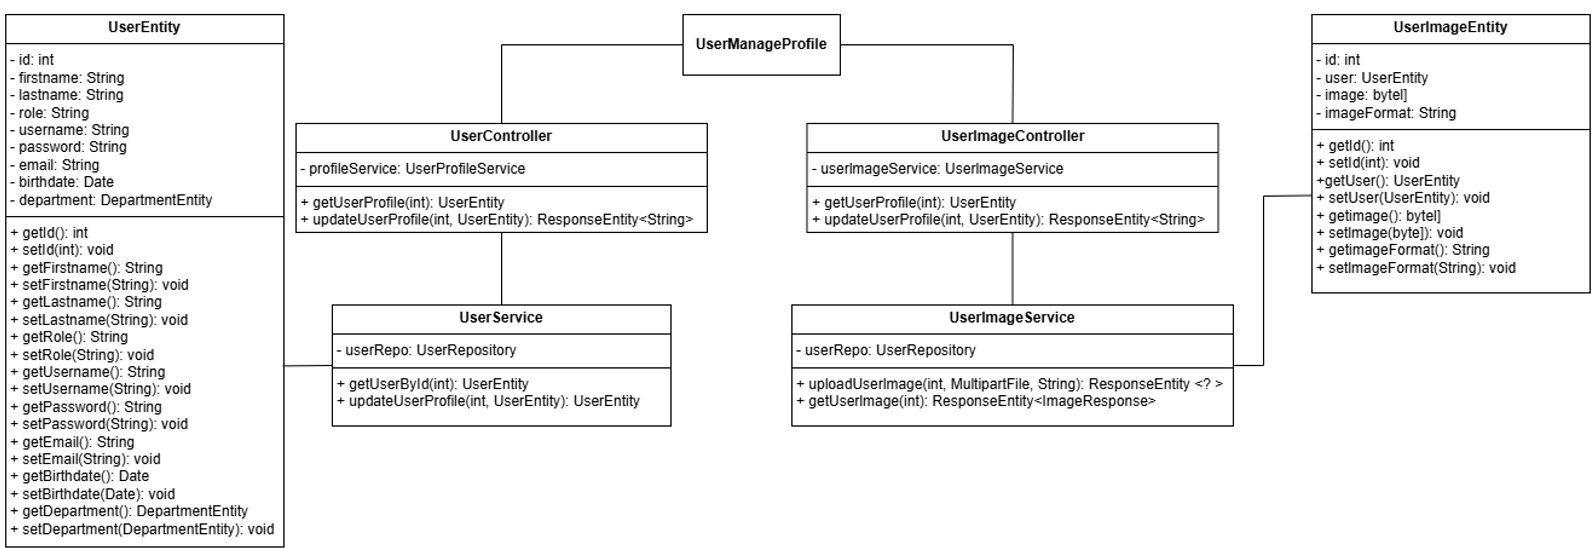 UserEntity
- id: int
- firstname: String
- lastname: String
- role: String
- username: String
- password: String
- email: String
- birthdate: Date
- department: DepartmentEntity
+ getId(): int
+ setId(int): void
+ getFirstname(): String
+ setFirstname(String): void
+ getLastname(): String
+ setLastname(String): void
+ getRole(): String
+ setRole(String): void
+ getUsername(): String
+ setUsername(String): void
+ getPassword(): String
+ setPassword(String): void
+ getEmail(): String
+ setEmail(String): void
+ getBirthdate(): Date
+ setBirthdate(Date): void
+ getDepartment(): DepartmentEntity
+ setDepartment(DepartmentEntity): void
UserManageProfile
UserController
- profileService: UserProfileService
+ getUserProfile(int): UserEntity
+ updateUserProfile(int, UserEntity): ResponseEntity<String>
UserService
- userRepo: UserRepository
+ getUserById(int): UserEntity
+ updateUserProfile(int, UserEntity): UserEntity
UserImageController
- userImageService: UserImageService
+ getUserProfile(int): UserEntity
+ updateUserProfile(int, UserEntity): ResponseEntity<String>
UserImageService
- userRepo: UserRepository
+ uploadUserImage(int, MultipartFile, String): ResponseEntity <? >
+ getUserImage(int): ResponseEntity<ImageResponse>
UserImageEntity
- id: int
- user: UserEntity
- image: bytel]
- imageFormat: String
+ getId(): int
+ setId(int): void
+getUser(): UserEntity
+ setUser(UserEntity): void
+ getimage(): bytel]
+ setImage(byte]): void
+ getimageFormat(): String
+ setImageFormat(String): void